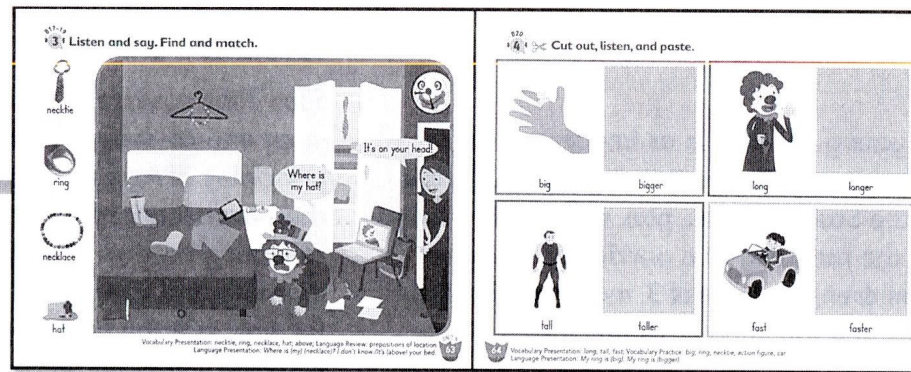 B17-19
3 Listen and say. Find and match.
necktie
ring
necklace
hat
Where is
my hat?
It's on your head!
Vocabulary Presentation: necktie, ring, necklace, hat; above; Language Review: prepositions of location
Language Presentation: Where is (my) (necklace)? I don't know./It's (above) your bed.
63
B20
4 Cut out, listen, and paste.
big
bigger
long
longer
tall
taller
fast
faster
64
Vocabulary Presentation: long, tall, fast; Vocabulary Practice: big; ring, necktie, action figure, car
Language Presentation: My ring is (big). My ring is (bigger).